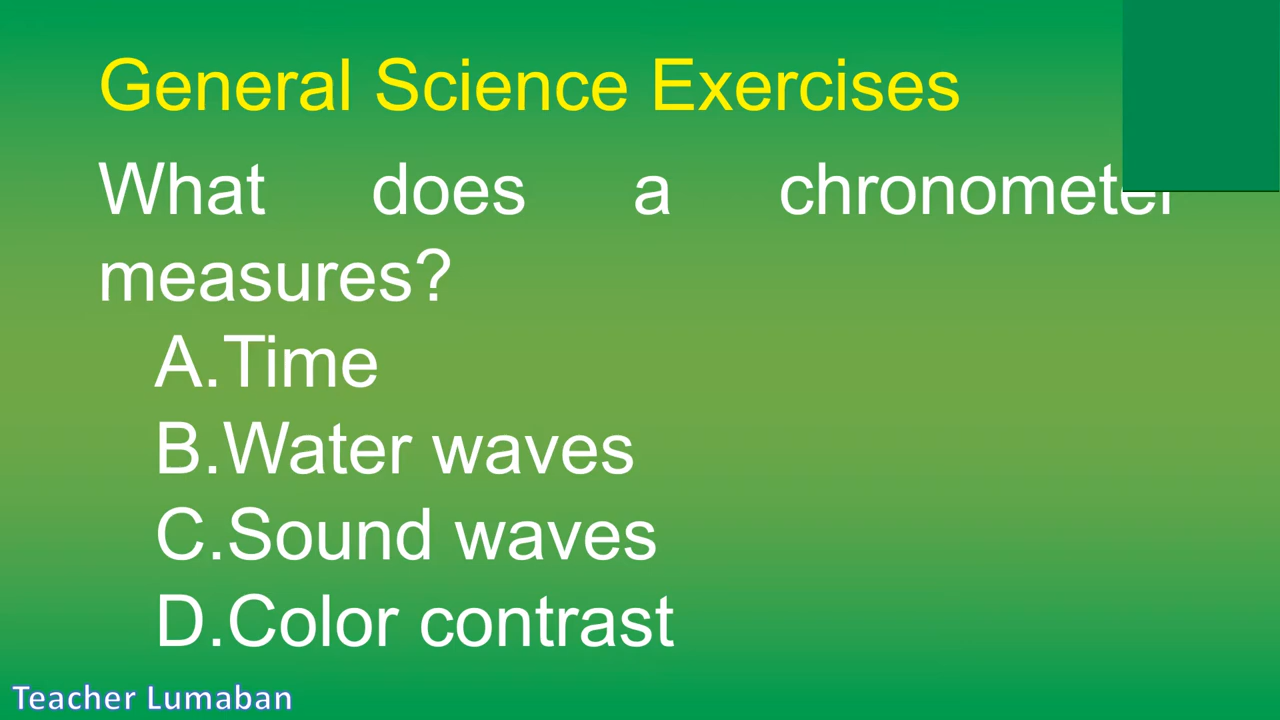 General Science Exercises
What does a chronometer
measures?
A.Time
B.Water waves
C.Sound waves
D.Color contrast
Teacher Lumaban